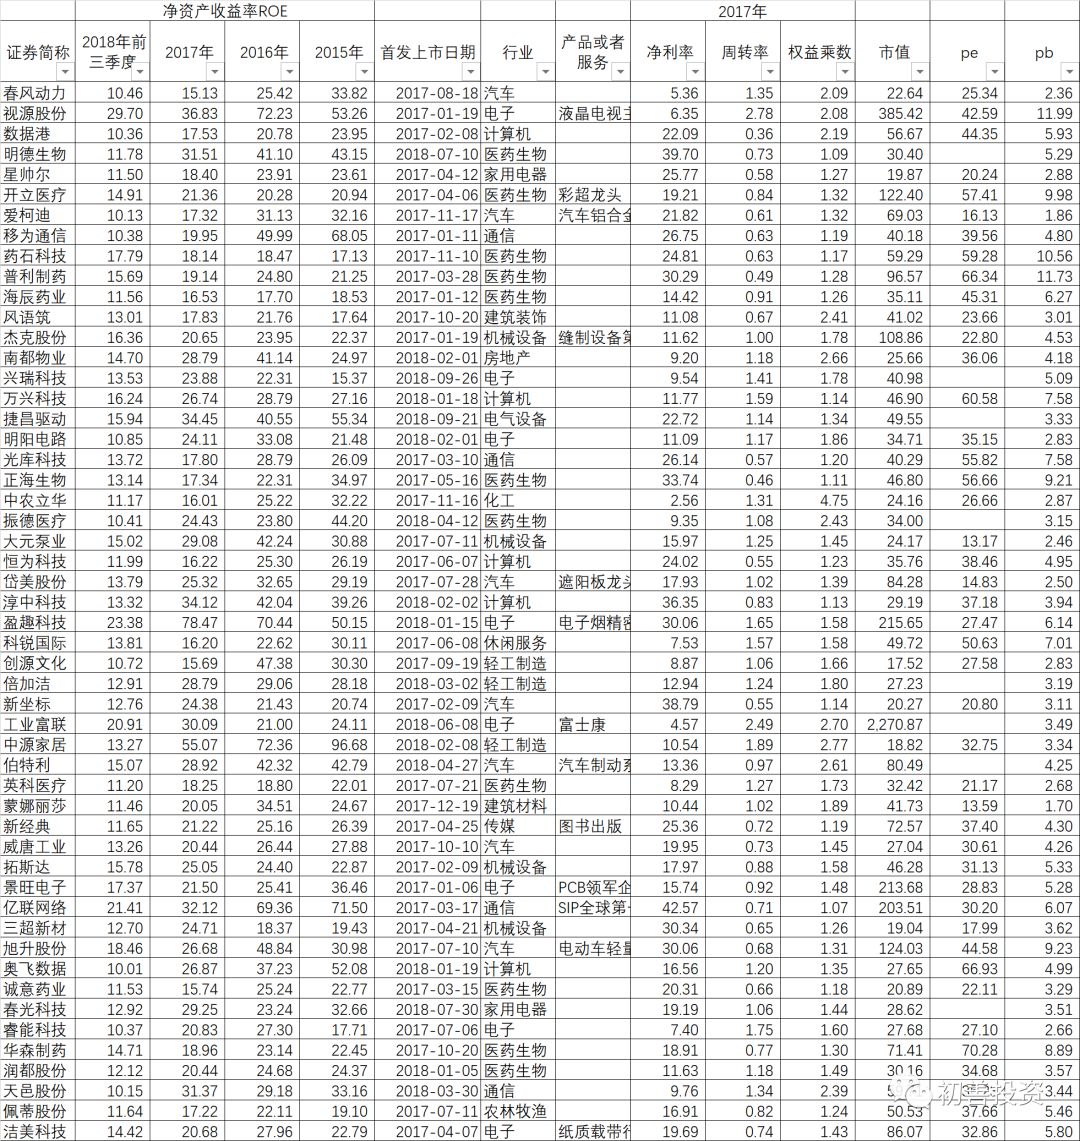 净资产收益率ROE 2017年
证券简称 2018年前三季度 2017年 2016年 2015年 首发上市日期 行业 产品或者服务 净利率 周转率 权益乘数 市值 pe pb
春风动力 10.46 15.13 25.42 33.82 2017-08-18 汽车 5.36 1.35 2.09 22.64 25.34 2.36
视源股份 29.70 36.83 72.23 53.26 2017-01-19 电子 液晶电视主 6.35 2.78 2.08 385.42 42.59 11.99
数据港 10.36 17.53 20.78 23.95 2017-02-08 计算机 22.09 0.36 2.19 56.67 44.35 5.93
明德生物 11.78 31.51 41.10 43.15 2018-07-10 医药生物 39.70 0.73 1.09 30.40 5.29
星帅尔 11.50 18.40 23.91 23.61 2017-04-12 家用电器 25.77 0.58 1.27 19.87 20.24 2.88
开立医疗 14.91 21.36 20.28 20.94 2017-04-06 医药生物 彩超龙头 19.21 0.84 1.32 122.40 57.41 9.98
爱柯迪 10.13 17.32 31.13 32.16 2017-11-17 汽车 汽车铝合金 21.82 0.61 1.32 69.03 16.13 1.86
移为通信 10.38 19.95 49.99 68.05 2017-01-11 通信 26.75 0.63 1.19 40.18 39.56 4.80
药石科技 17.79 18.14 18.47 17.13 2017-11-10 医药生物 24.81 0.63 1.17 59.29 59.28 10.56
普利制药 15.69 19.14 24.80 21.25 2017-03-28 医药生物 30.29 0.49 1.28 96.57 66.34 11.73
海辰药业 11.56 16.53 17.70 18.53 2017-01-12 医药生物 14.42 0.91 1.26 35.11 45.31 6.27
风语筑 13.01 17.83 21.76 17.64 2017-10-20 建筑装饰 11.08 0.67 2.41 41.02 23.66 3.01
杰克股份 16.36 20.65 23.95 22.37 2017-01-19 机械设备 缝制设备第 11.62 1.00 1.78 108.86 22.80 4.53
南都物业 14.70 28.79 41.14 24.97 2018-02-01 房地产 9.20 1.18 2.66 25.66 36.06 4.18
兴瑞科技 13.53 23.88 22.31 15.37 2018-09-26 电子 9.54 1.41 1.78 40.98 5.09
万兴科技 16.24 26.74 28.79 27.16 2018-01-18 计算机 11.77 1.59 1.14 46.90 60.58 7.58
捷昌驱动 15.94 34.45 40.55 55.34 2018-09-21 电气设备 22.72 1.14 1.34 49.55 3.33
明阳电路 10.85 24.11 33.08 21.48 2018-02-01 电子 11.09 1.17 1.86 34.71 35.15 2.83
光库科技 13.72 17.80 28.79 26.09 2017-03-10 通信 26.14 0.57 1.20 40.29 55.82 7.58
正海生物 13.14 17.34 22.31 34.97 2017-05-16 医药生物 33.74 0.46 1.11 46.80 56.66 9.21
中农立华 11.17 16.01 25.22 32.22 2017-11-16 化工 2.56 1.31 4.75 24.16 26.66 2.87
振德医疗 10.41 24.43 23.80 44.20 2018-04-12 医药生物 9.35 1.08 2.43 34.00 3.15
大元泵业 15.02 29.08 42.24 30.88 2017-07-11 机械设备 15.97 1.25 1.45 24.17 13.17 2.46
恒为科技 11.99 16.22 25.30 26.19 2017-06-07 计算机 24.02 0.55 1.23 35.76 38.46 4.95
岱美股份 13.79 25.32 32.65 29.19 2017-07-28 汽车 遮阳板龙头 17.93 1.02 1.39 84.28 14.83 2.50
淳中科技 13.32 34.12 42.04 39.26 2018-02-02 计算机 36.35 0.83 1.13 29.19 37.18 3.94
盈趣科技 23.38 78.47 70.44 50.15 2018-01-15 电子 电子烟精密 30.06 1.65 1.58 215.65 27.47 6.14
科锐国际 13.81 16.20 22.62 30.11 2017-06-08 休闲服务 7.53 1.57 1.58 49.72 50.63 7.01
创源文化 10.72 15.69 47.38 30.30 2017-09-19 轻工制造 8.87 1.06 1.66 17.52 27.58 2.83
倍加洁 12.91 28.79 29.06 28.18 2018-03-02 轻工制造 12.94 1.24 1.80 27.23 3.19
新坐标 12.76 24.38 21.43 20.74 2017-02-09 汽车 38.79 0.55 1.14 20.27 20.80 3.11
工业富联 20.91 30.09 21.00 24.11 2018-06-08 电子 富士康 4.57 2.49 2.70 2,270.87 3.49
中源家居 13.27 55.07 72.36 96.68 2018-02-08 轻工制造 10.54 1.89 2.77 18.82 32.75 3.34
伯特利 15.07 28.92 42.32 42.79 2018-04-27 汽车 汽车制动系 13.36 0.97 2.61 80.49 4.25
英科医疗 11.20 18.25 18.80 22.01 2017-07-21 医药生物 8.29 1.27 1.73 32.42 21.17 2.68
蒙娜丽莎 11.46 20.05 34.51 24.67 2017-12-19 建筑材料 10.44 1.02 1.89 41.73 13.59 1.70
新经典 11.65 21.22 25.16 26.39 2017-04-25 传媒 图书出版 25.36 0.72 1.19 72.57 37.40 4.30
威唐工业 13.26 20.44 26.44 27.88 2017-10-10 汽车 19.95 0.73 1.45 27.04 30.61 4.26
拓斯达 15.78 25.05 24.40 22.87 2017-02-09 机械设备 17.97 0.88 1.58 46.28 31.13 5.33
景旺电子 17.37 21.50 25.41 36.46 2017-01-06 电子 PCB领军企 15.74 0.92 1.48 213.68 28.83 5.28
亿联网络 21.41 32.12 69.36 71.50 2017-03-17 通信 SIP全球第一 42.57 0.71 1.07 203.51 30.20 6.07
三超新材 12.70 24.71 18.37 19.43 2017-04-21 机械设备 30.34 0.65 1.26 19.04 17.99 3.62
旭升股份 18.46 26.68 48.84 30.98 2017-07-10 汽车 电动车轻量 30.06 0.68 1.31 124.03 44.58 9.23
奥飞数据 10.01 26.87 37.23 52.08 2018-01-19 计算机 16.56 1.20 1.35 27.65 66.93 4.99
诚意药业 11.53 15.74 25.24 22.77 2017-03-15 医药生物 20.31 0.66 1.18 20.89 22.11 3.29
春光科技 12.92 29.25 23.24 32.66 2018-07-30 家用电器 19.19 1.06 1.44 28.62 3.51
睿能科技 10.37 20.83 27.30 17.71 2017-07-06 电子 7.40 1.75 1.60 27.68 27.10 2.66
华森制药 14.71 18.96 23.14 22.45 2017-10-20 医药生物 18.91 0.77 1.30 71.41 70.28 8.89
润都股份 12.12 20.44 24.68 24.37 2018-01-05 医药生物 11.63 1.18 1.49 30.16 34.68 3.57
天邑股份 10.15 31.37 29.18 33.16 2018-03-30 通信 9.76 1.34 2.39 3.44
佩蒂股份 11.64 17.22 22.11 19.10 2017-07-11 农林牧渔 16.91 0.82 1.24 50.53 37.66 5.46
洁美科技 14.42 20.68 27.96 22.79 2017-04-07 电子 纸质载带行 19.69 0.74 1.43 86.07 32.86 5.80
初善投资